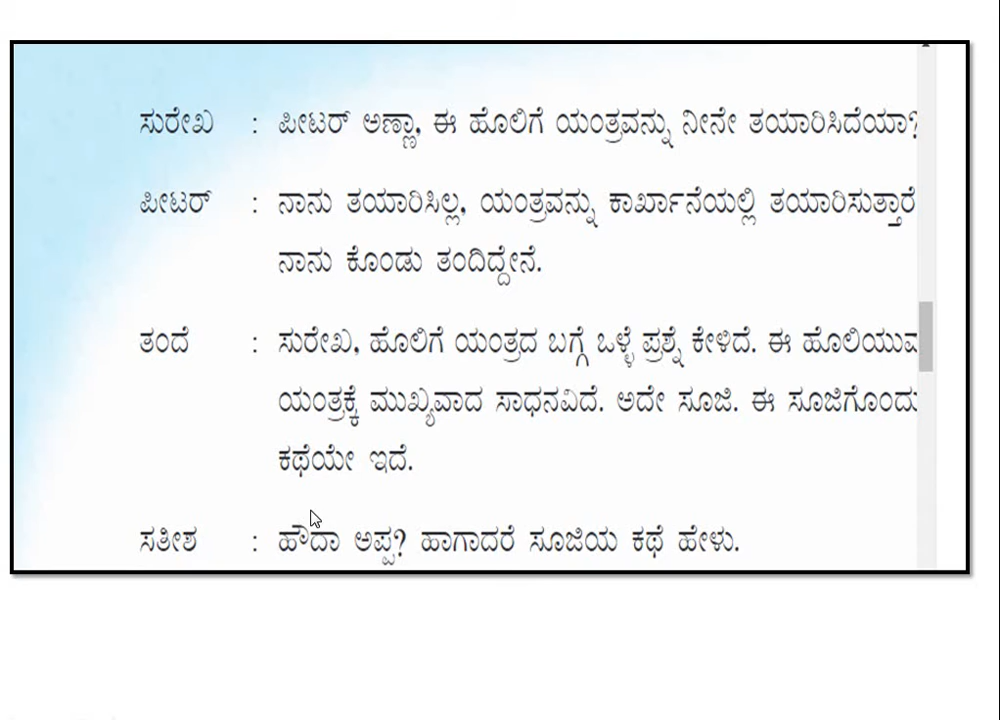 ಸುರೇಖ : ಪೀಟರ್ ಅಣ್ಣಾ, ಈ ಹೊಲಿಗೆ ಯಂತ್ರವನ್ನು ನೀನೇ ತಯಾರಿಸಿದೆಯಾ?
ಪೀಟರ್ : ನಾನು ತಯಾರಿಸಿಲ್ಲ, ಯಂತ್ರವನ್ನು ಕಾರ್ಖಾನೆಯಲ್ಲಿ ತಯಾರಿಸುತ್ತಾರೆ
ನಾನು ಕೊಂಡು ತಂದಿದ್ದೇನೆ.
ತಂದೆ : ಸುರೇಖ, ಹೊಲಿಗೆ ಯಂತ್ರದ ಬಗ್ಗೆ ಒಳ್ಳೆ ಪ್ರಶ್ನೆ ಕೇಳಿದೆ. ಈ ಹೊಲಿಯುವ
ಯಂತ್ರಕ್ಕೆ ಮುಖ್ಯವಾದ ಸಾಧನವಿದೆ. ಅದೇ ಸೂಜಿ. ಈ ಸೂಜಿಗೊಂದು
ಕಥೆಯೇ ಇದೆ.
ಸತೀಶ : ಹೌದಾ ಅಪ್ಪ? ಹಾಗಾದರೆ ಸೂಜಿಯ ಕಥೆ ಹೇಳು.